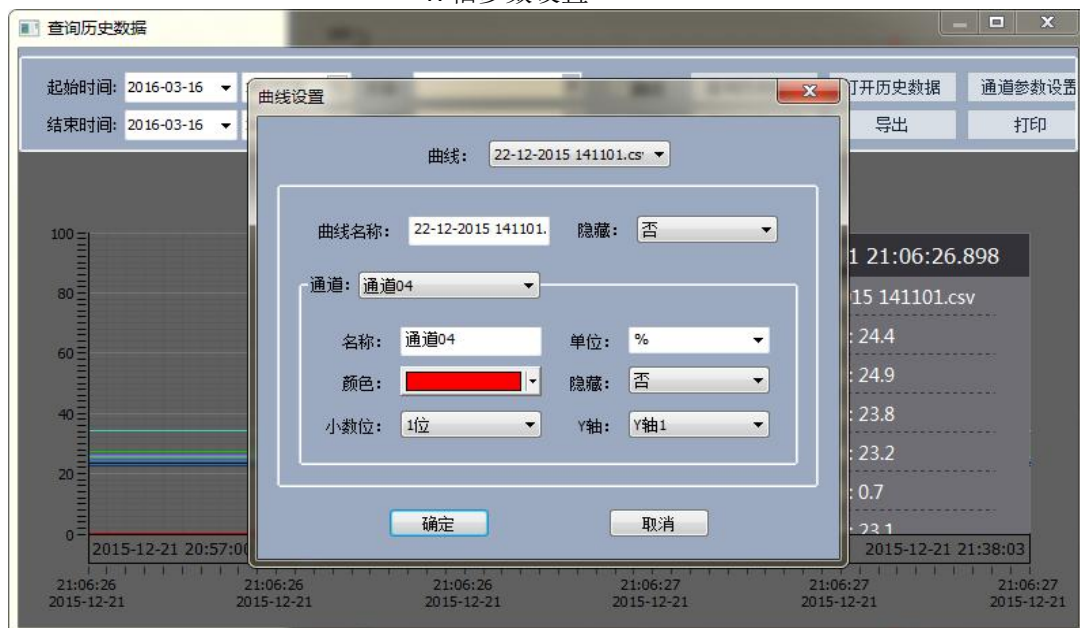 查询历史数据
起始时间: 2016-03-16
打开历史数据 通道参数设置
结束时间: 2016-03-16
导出 打印
曲线设置
曲线: 22-12-2015 141101.cs
曲线名称: 22-12-2015 141101. 隐藏: 否
通道: 通道04
名称: 通道04 单位: %
颜色: 隐藏: 否
小数位: 1位 Y轴: Y轴1
确定 取消
100
80
60
40
20
0
1 21:06:26.898
15 141101.csv
: 24.4
: 24.9
: 23.8
: 23.2
: 0.7
: 23.1
2015-12-21 20:57:0
2015-12-21 21:38:03
21:06:26 21:06:26 21:06:26 21:06:27 21:06:27 21:06:27
2015-12-21 2015-12-21 2015-12-21 2015-12-21 2015-12-21 2015-12-21